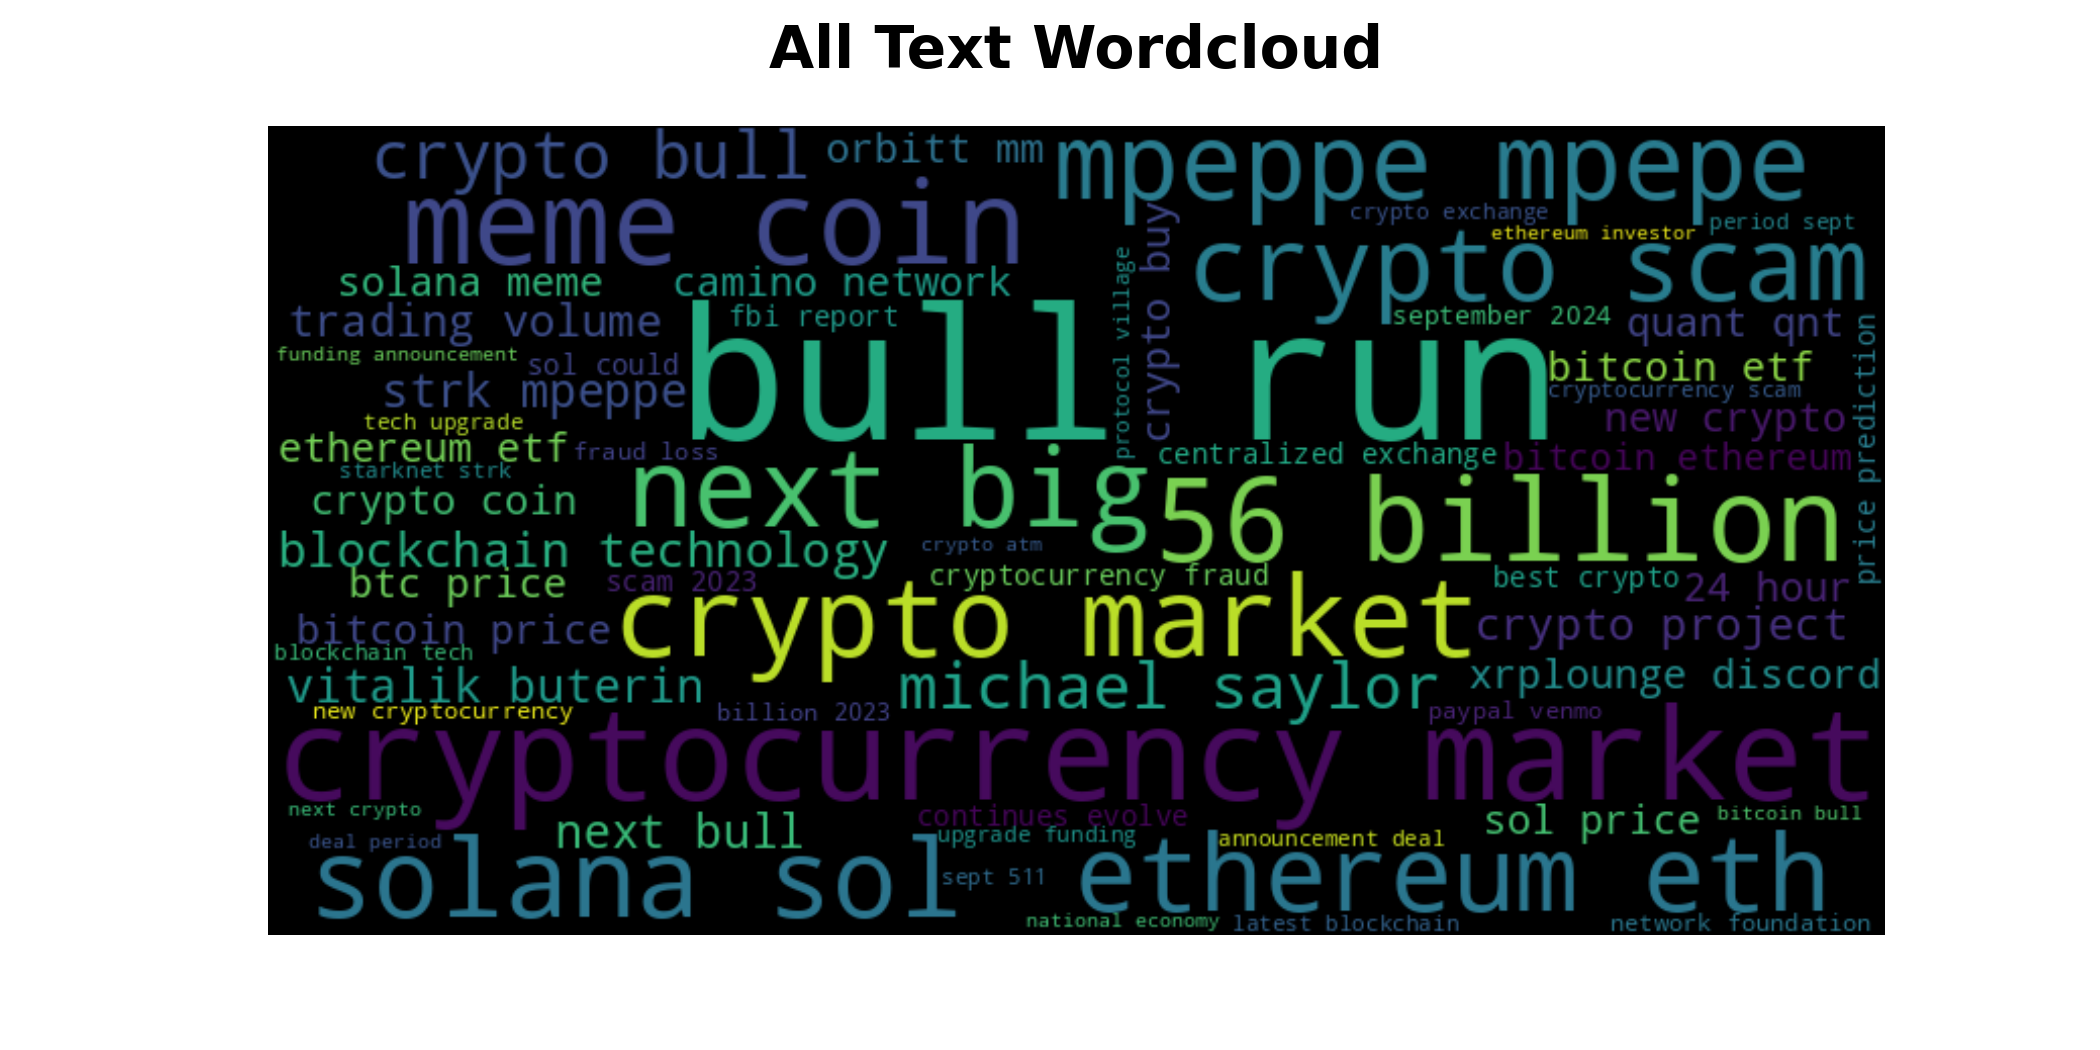 All Text Wordcloud
crypto bull
orbitt mm
mpeppe mpepe
meme coin
crypto buy
crypto exchange
period sept
ethereum investor
crypto scam
solana meme
camino network
protocol village
trading volume
fbi report
bull run
september 2024
quant qnt
price prediction
funding announcement
sol could
bitcoin etf
strk mpeppe
cryptocurrency scam
tech upgrade
new crypto
ethereum etf
fraud loss
centralized exchange
bitcoin ethereum
starknet strk
next big
56 billion
crypto coin
blockchain technology
crypto atm
btc price
scam 2023
cryptocurrency fraud
best crypto
24 hour
bitcoin price
crypto market
crypto project
blockchain tech
vitalik buterin
michael saylor
xrplounge discord
new cryptocurrency
billion 2023
paypal venmo
cryptocurrency market
next crypto
continues evolve
next bull
sol price
bitcoin bull
deal period
upgrade funding
announcement deal
solana sol
sept 511
ethereum eth
national economy
latest blockchain
network foundation